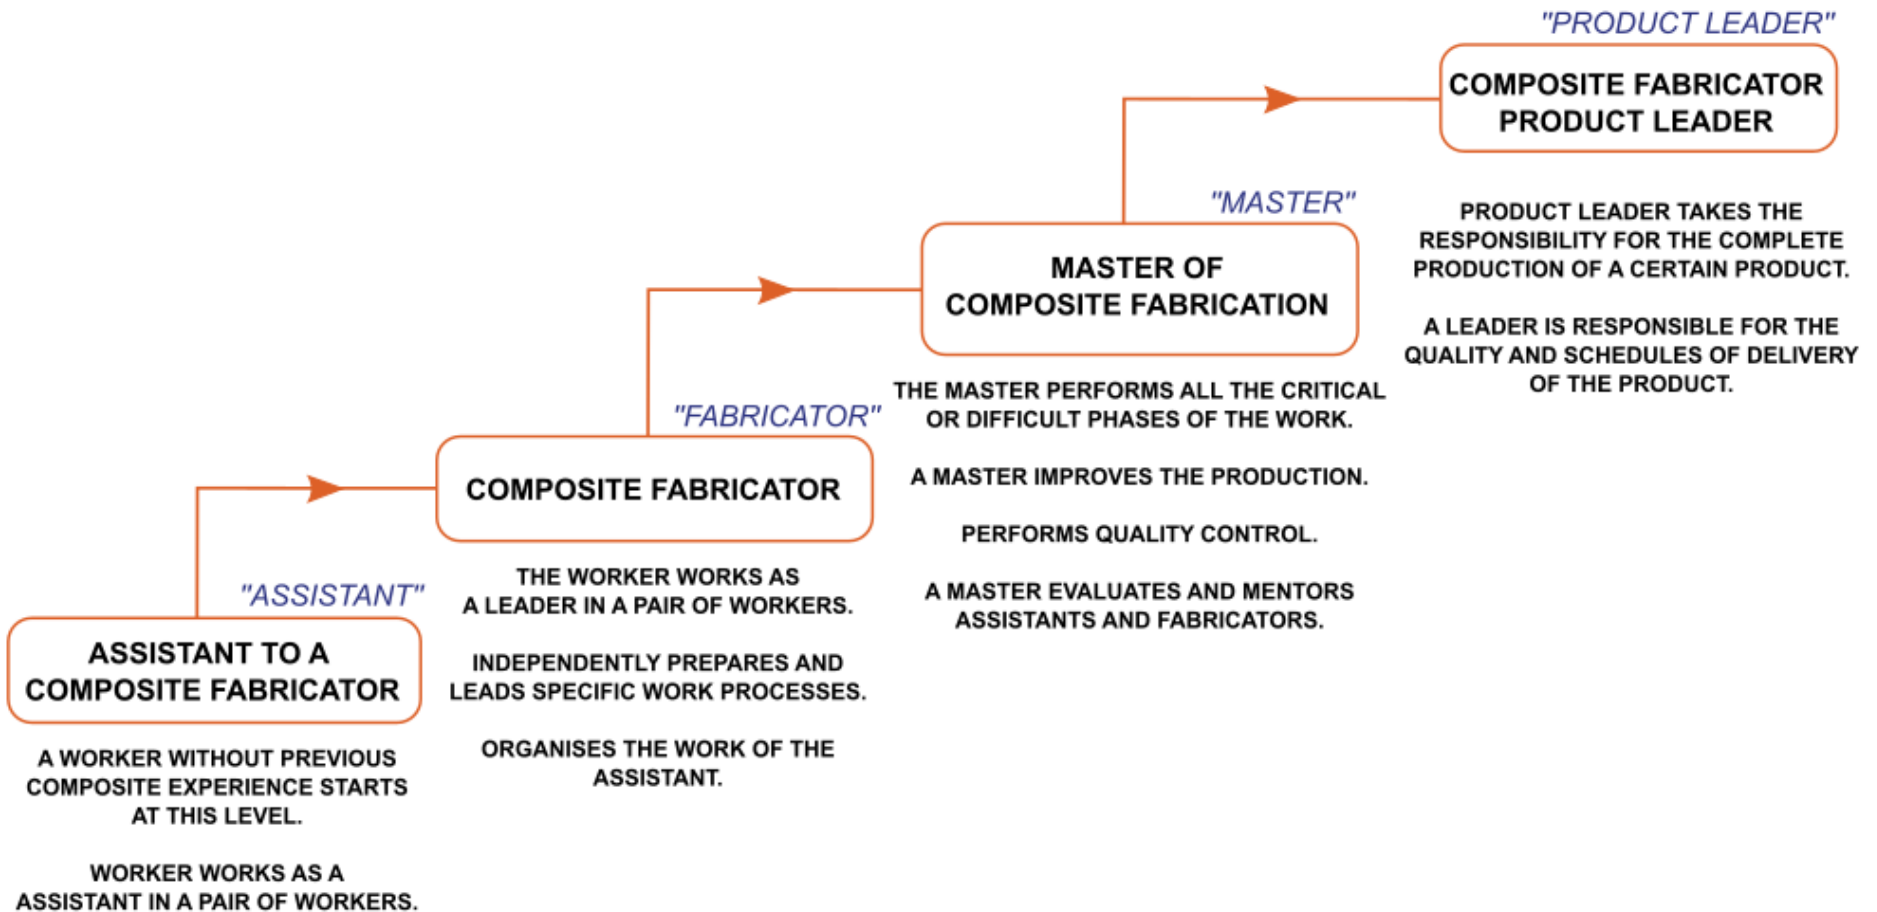 "PRODUCT LEADER"
COMPOSITE FABRICATOR
PRODUCT LEADER
PRODUCT LEADER TAKES THE
RESPONSIBILITY FOR THE COMPLETE
PRODUCTION OF A CERTAIN PRODUCT.
A LEADER IS RESPONSIBLE FOR THE
QUALITY AND SCHEDULES OF DELIVERY
OF THE PRODUCT.
"MASTER"
MASTER OF
COMPOSITE FABRICATION
THE MASTER PERFORMS ALL THE CRITICAL
OR DIFFICULT PHASES OF THE WORK.
A MASTER IMPROVES THE PRODUCTION.
PERFORMS QUALITY CONTROL.
A MASTER EVALUATES AND MENTORS
ASSISTANTS AND FABRICATORS.
"FABRICATOR"
COMPOSITE FABRICATOR
THE WORKER WORKS AS
A LEADER IN A PAIR OF WORKERS.
INDEPENDENTLY PREPARES AND
LEADS SPECIFIC WORK PROCESSES.
ORGANISES THE WORK OF THE
ASSISTANT.
"ASSISTANT"
ASSISTANT TO A
COMPOSITE FABRICATOR
A WORKER WITHOUT PREVIOUS
COMPOSITE EXPERIENCE STARTS
AT THIS LEVEL.
WORKER WORKS AS A
ASSISTANT IN A PAIR OF WORKERS.